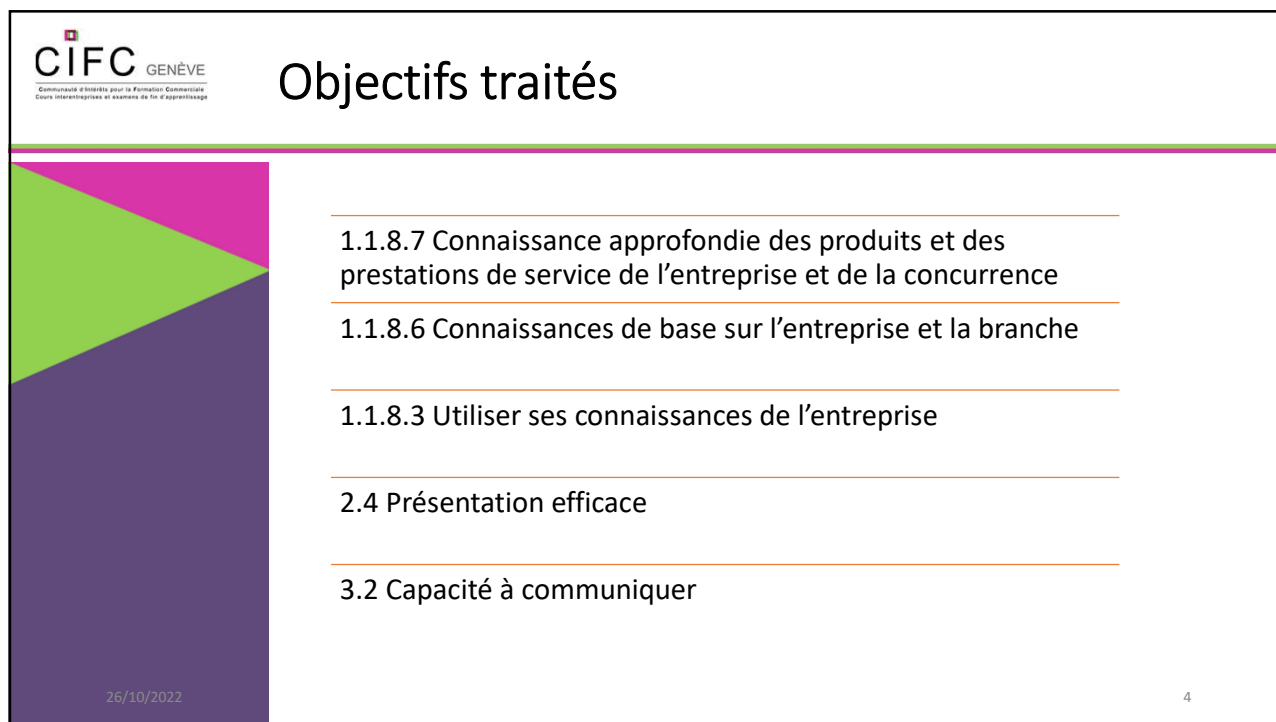 CIFC GENÈVE
Communauté d'Intérêts pour la Formation Commerciale
Cours interentreprises et examens de fin d'apprentissage
Objectifs traités
1.1.8.7 Connaissance approfondie des produits et des
prestations de service de l’entreprise et de la concurrence
1.1.8.6 Connaissances de base sur l’entreprise et la branche
1.1.8.3 Utiliser ses connaissances de l’entreprise
2.4 Présentation efficace
3.2 Capacité à communiquer
26/10/2022
4